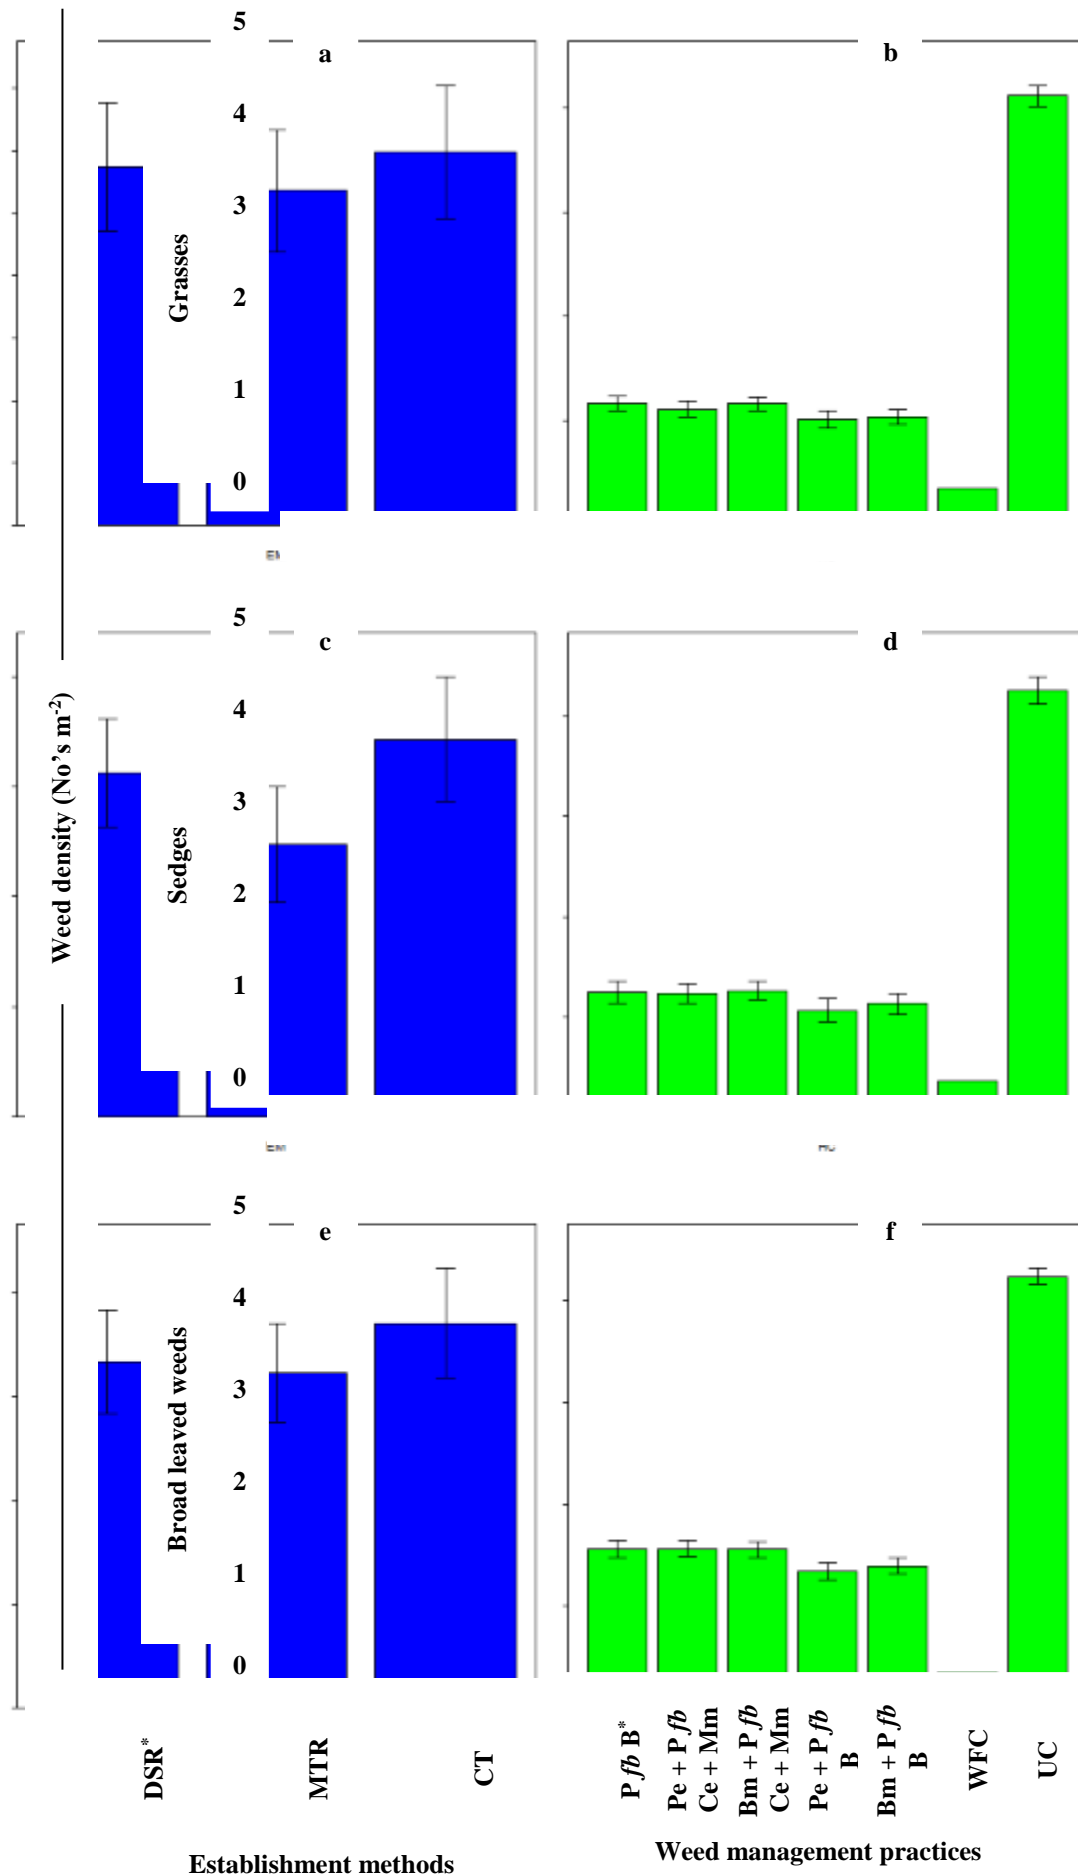 5
a
b
4
3
Grasses
2
1
0
5
c
d
4
Weed density (No's m-2)
3
Sedges
2
1
0
5
e
f
4
3
Broad leaved weeds
2
1
0
DSR*
MTR
CT
P fb B*
Pe + P fb
Ce + Mm
Bm + P fb
Ce + Mm
Pe + P fb
B
Bm + P fb
B
WFC
UC
Establishment methods
Weed management practices